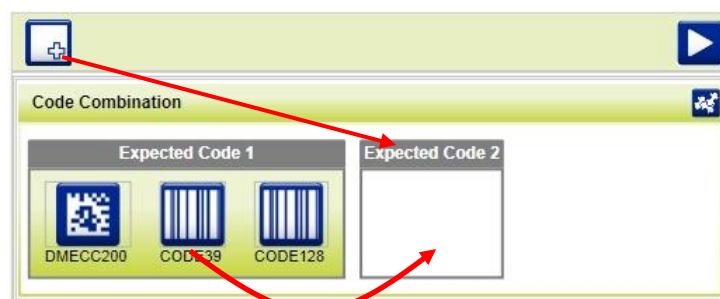 Code Combination
Expected Code 1
Expected Code 2
DMECC200
CODE39
CODE128